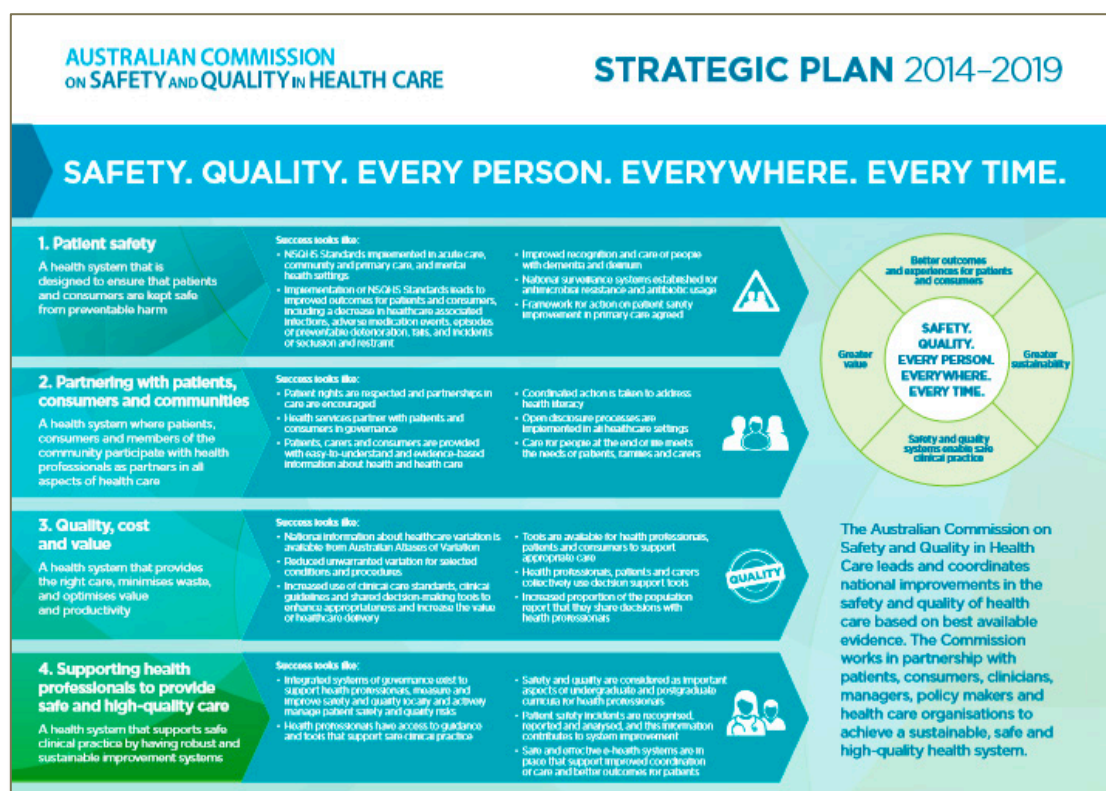 AUSTRALIAN COMMISSION
ON SAFETY AND QUALITY IN HEALTH CARE
STRATEGIC PLAN 2014–2019
SAFETY. QUALITY. EVERY PERSON. EVERYWHERE. EVERY TIME.
1. Patient safety
A health system that is
designed to ensure that patients
and consumers are kept safe
from preventable harm
Success looks like:
• NSQHS Standards implemented in acute care,
community and primary care, and mental
health settings
• Implementation of NSQHS Standards leads to
improved outcomes for patients and consumers,
including a decrease in healthcare associated
infections, adverse medication events, episodes
of preventable deterioration, falls, and incidents
of seclusion and restraint
• Improved recognition and care of people
with dementia and delirium
• National surveillance systems established for
antimicrobial resistance and antibiotic usage
• Framework for action on patient safety
improvement in primary care agreed
2. Partnering with patients,
consumers and communities
A health system where patients,
consumers and members of the
community participate with health
professionals as partners in all
aspects of health care
Success looks like:
• Patient rights are respected and partnerships in
care are encouraged
• Health services partner with patients and
consumers in governance
• Patients, carers and consumers are provided
with easy-to-understand and evidence-based
information about health and health care
• Coordinated action is taken to address
health literacy
• Open disclosure processes are
implemented in all healthcare settings
• Care for people at the end of life meets
the needs of patients, families and carers
3. Quality, cost
and value
A health system that provides
the right care, minimises waste,
and optimises value
and productivity
Success looks like:
• National information about healthcare variation is
available from Australian Atlases of Variation
• Reduced unwarranted variation for selected
conditions and procedures
• Increased use of clinical care standards, clinical
guidelines and shared decision-making tools to
enhance appropriateness and increase the value
of healthcare delivery
• Tools are available for health professionals,
patients and consumers to support
appropriate care
• Health professionals, patients and carers
collectively use decision support tools
• Increased proportion of the population
report that they share decisions with
health professionals
QUALITY
4. Supporting health
professionals to provide
safe and high-quality care
A health system that supports safe
clinical practice by having robust and
sustainable improvement systems
Success looks like:
• Integrated systems of governance exist to
support health professionals, measure and
improve safety and quality locally and actively
manage patient safety and quality risks
• Health professionals have access to guidance
and tools that support safe clinical practice
• Safety and quality are considered as important
aspects of undergraduate and postgraduate
curricula for health professionals
• Patient safety incidents are recognised,
reported and analysed, and this information
contributes to system improvement
• Safe and effective e-health systems are in
place that support improved coordination
of care and better outcomes for patients
Better outcomes
and experiences for patients
and consumers
Greater
value
SAFETY.
QUALITY.
EVERY PERSON.
EVERYWHERE.
EVERY TIME.
Greater
sustainability
Safety and quality
systems enable safe
clinical practice
The Australian Commission on
Safety and Quality in Health
Care leads and coordinates
national improvements in the
safety and quality of health
care based on best available
evidence. The Commission
works in partnership with
patients, consumers, clinicians,
managers, policy makers and
health care organisations to
achieve a sustainable, safe and
high-quality health system.